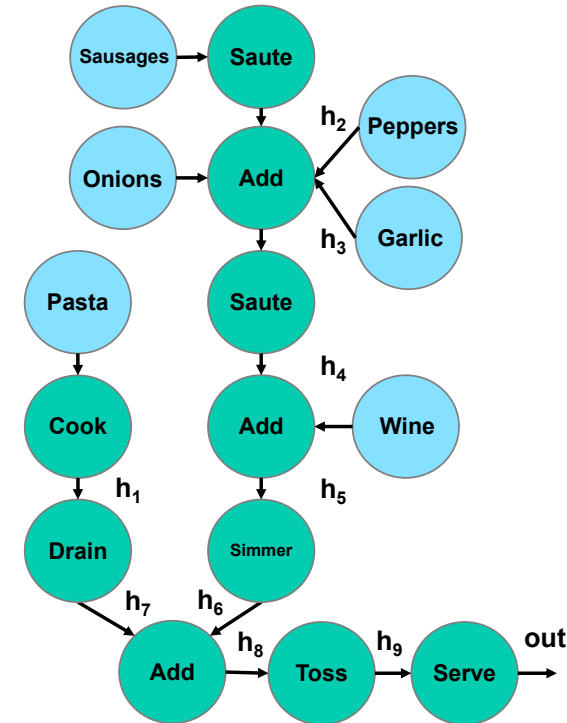 Sausages
Saute
h₂
Peppers
Onions
Add
h₃
Garlic
Pasta
Saute
h₄
Cook
Add
Wine
h₁
h₅
Drain
Simmer
h₇
h₆
h₈
h₉
out
Add
Toss
Serve